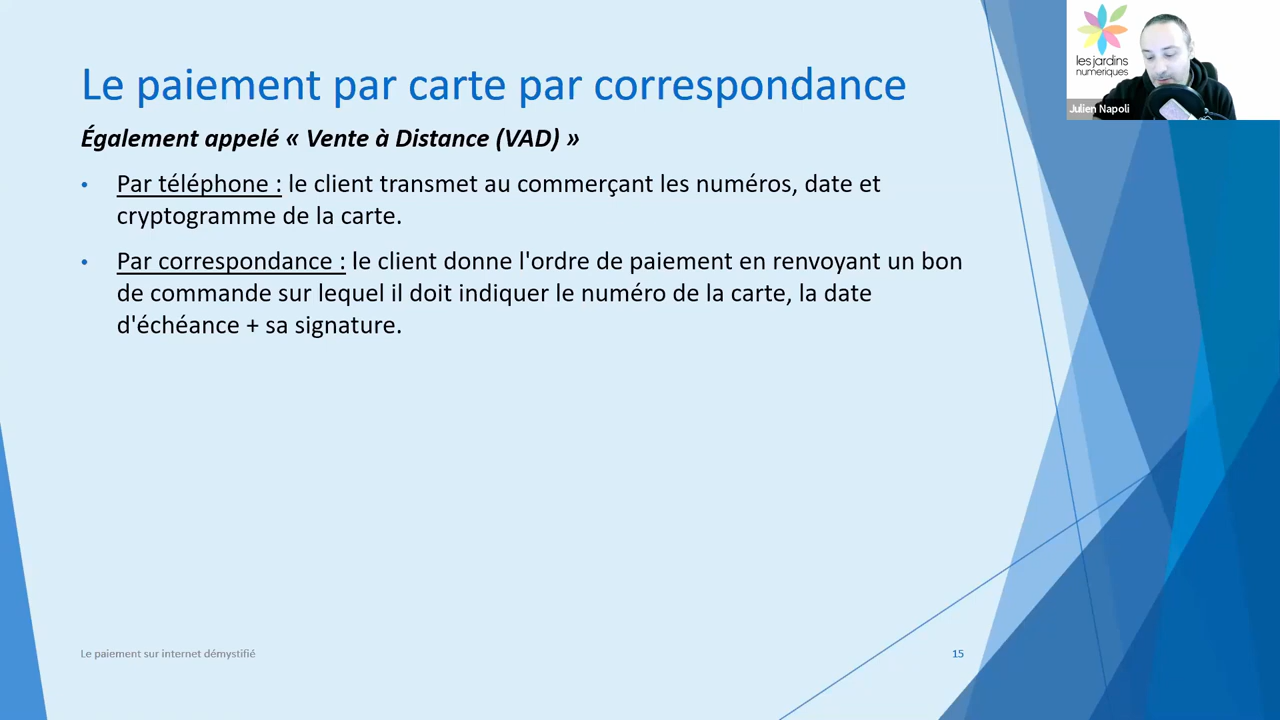 Le paiement par carte par correspondance
Également appelé « Vente à Distance (VAD) »
• Par téléphone : le client transmet au commerçant les numéros, date et
cryptogramme de la carte.
• Par correspondance : le client donne l'ordre de paiement en renvoyant un bon
de commande sur lequel il doit indiquer le numéro de la carte, la date
d'échéance + sa signature.
Le paiement sur internet démystifié
15
les jardins
numeriques
Julien Napoli